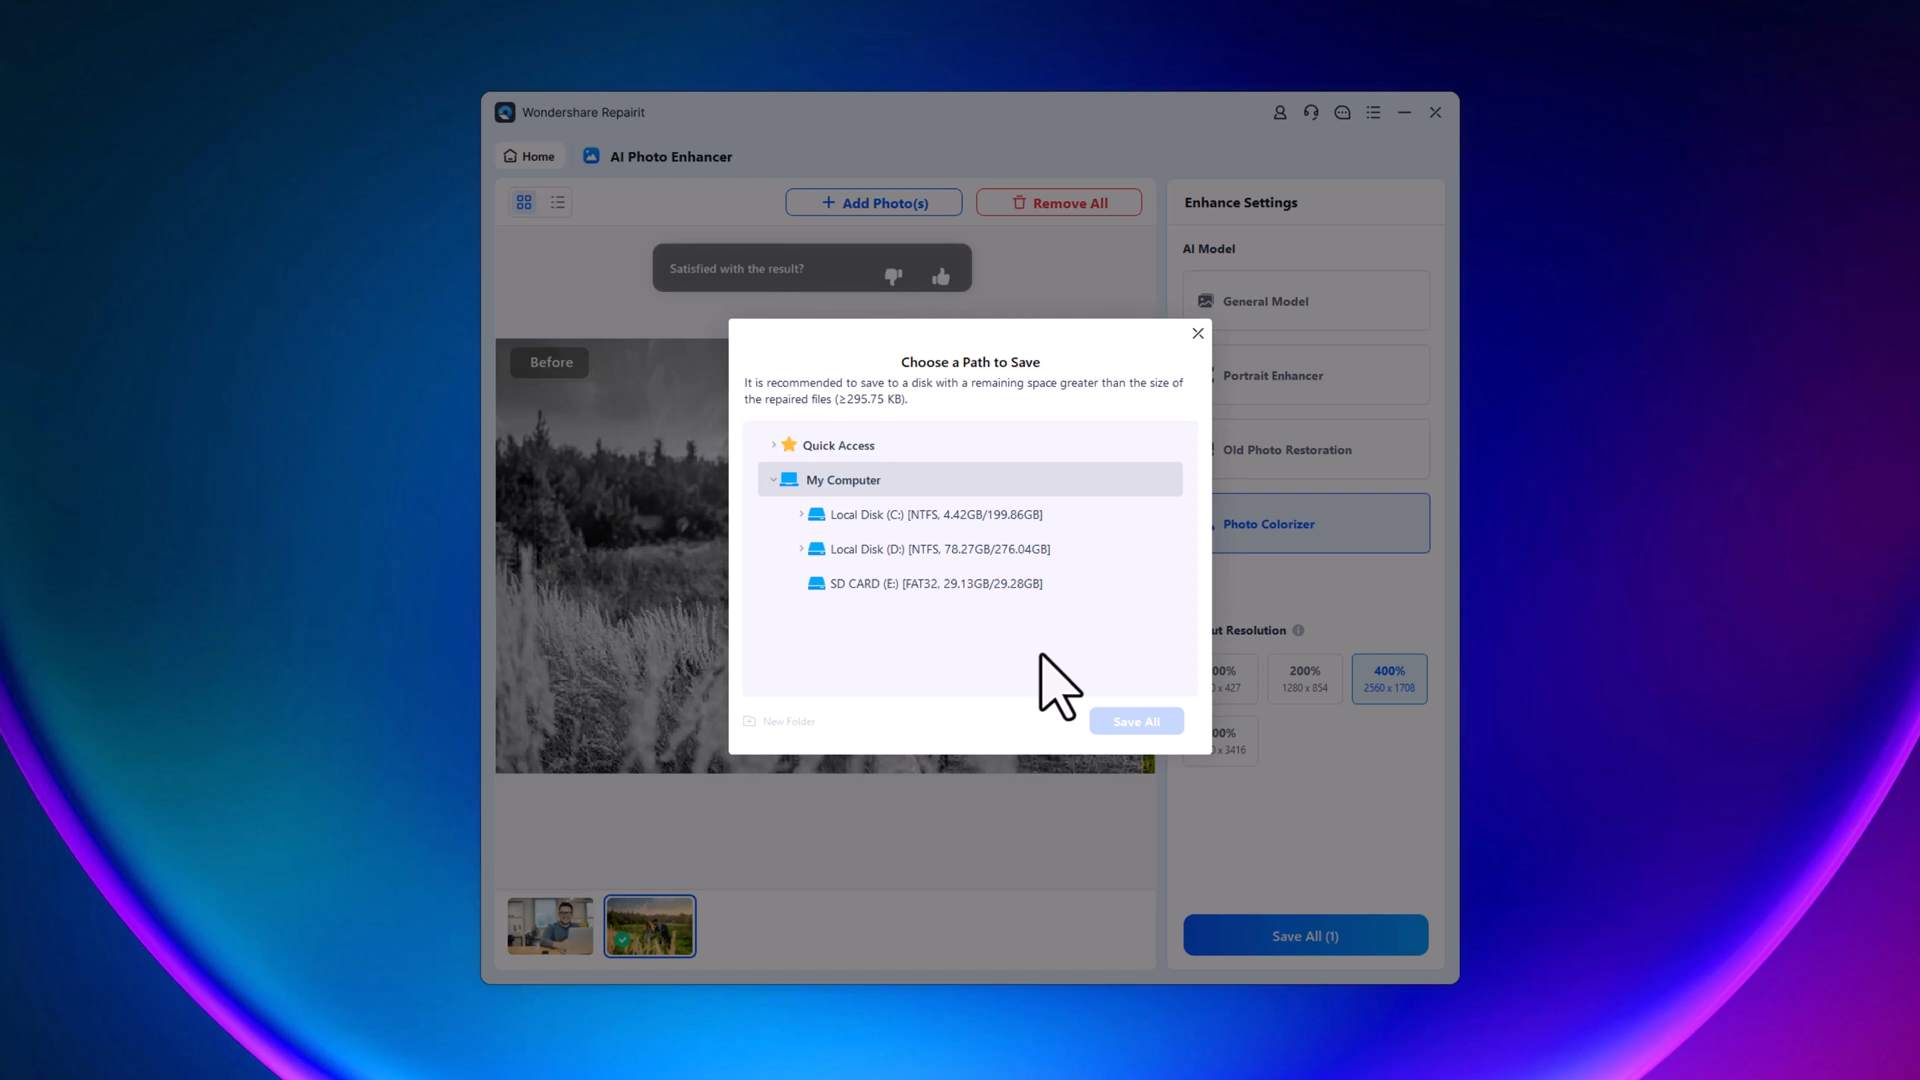 Wondershare Repairit
Home
AI Photo Enhancer
Add Photo(s)
Remove All
Enhance Settings
AI Model
Satisfied with the result?
General Model
Before
Choose a Path to Save
It is recommended to save to a disk with a remaining space greater than the size of
the repaired files (≥295.75 KB).
Portrait Enhancer
Quick Access
Old Photo Restoration
My Computer
Local Disk (C:) [NTFS, 4.42GB/199.86GB]
Photo Colorizer
Local Disk (D:) [NTFS, 78.27GB/276.04GB]
SD CARD (E:) [FAT32, 29.13GB/29.28GB]
Resolution
200%
1280 x 854
400%
2560 x 1708
x 427
New Folder
Save All
x 3416
Save All (1)